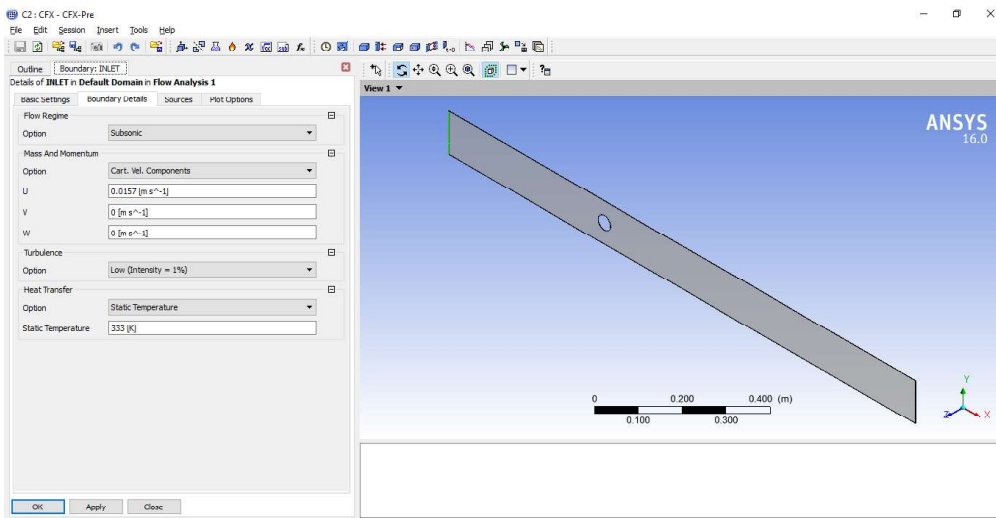 C2 : CFX - CFX-Pre
File Edit Session Insert Tools Help
Outline Boundary: INLET
Details of INLET in Default Domain in Flow Analysis 1
Basic Settings Boundary Details Sources Plot Options
Flow Regime
Option Subsonic
Mass And Momentum
Option Cart. Vel. Components
U 0.0157 [m s^-1]
V 0 [m s^-1]
W 0 [m s^-1]
Turbulence
Option Low (Intensity = 1%)
Heat Transfer
Option Static Temperature
Static Temperature 333 [K]
OK Apply Close
View 1
ANSYS
16.0
0 0.200 0.400 (m)
0.100 0.300
Y
Z X